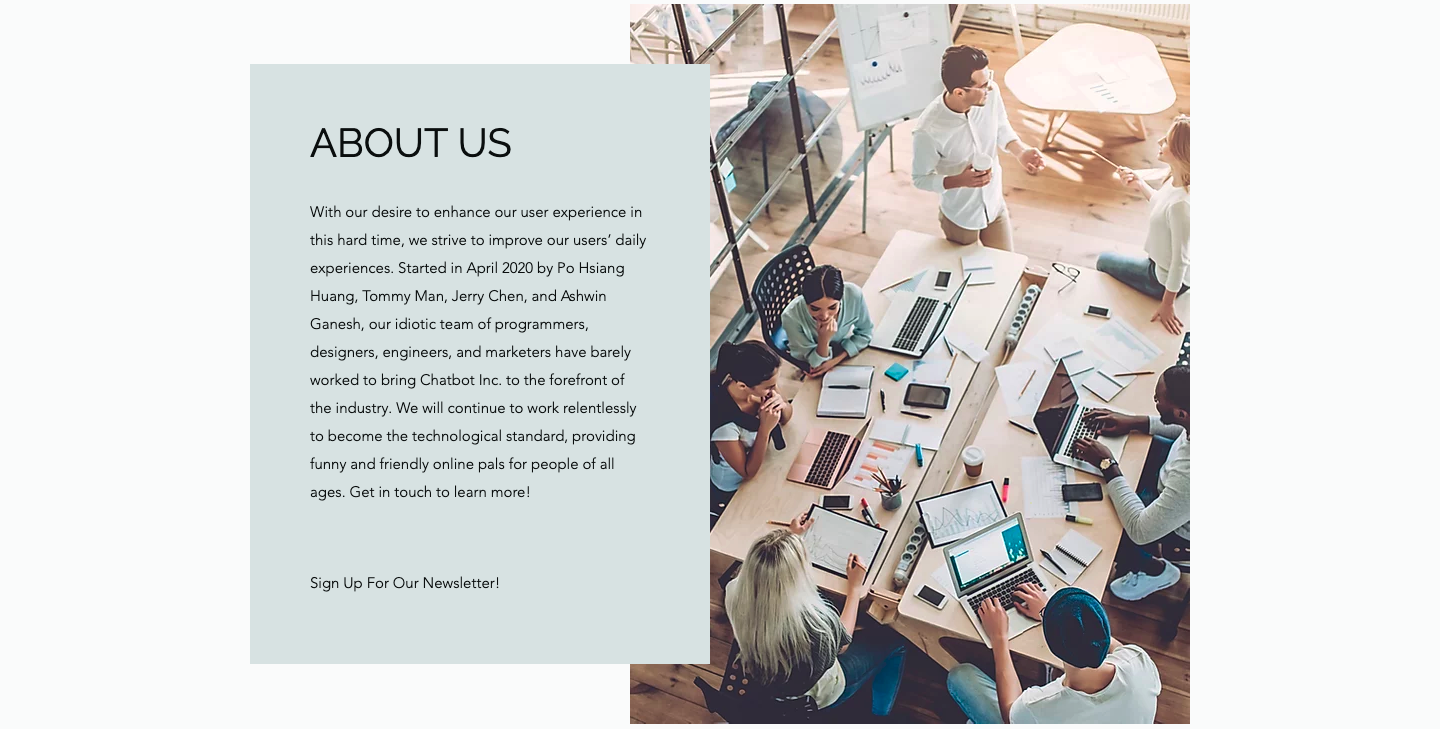 ABOUT US
With our desire to enhance our user experience in
this hard time, we strive to improve our users’ daily
experiences. Started in April 2020 by Po Hsiang
Huang, Tommy Man, Jerry Chen, and Ashwin
Ganesh, our idiotic team of programmers,
designers, engineers, and marketers have barely
worked to bring Chatbot Inc. to the forefront of
the industry. We will continue to work relentlessly
to become the technological standard, providing
funny and friendly online pals for people of all
ages. Get in touch to learn more!
Sign Up For Our Newsletter!